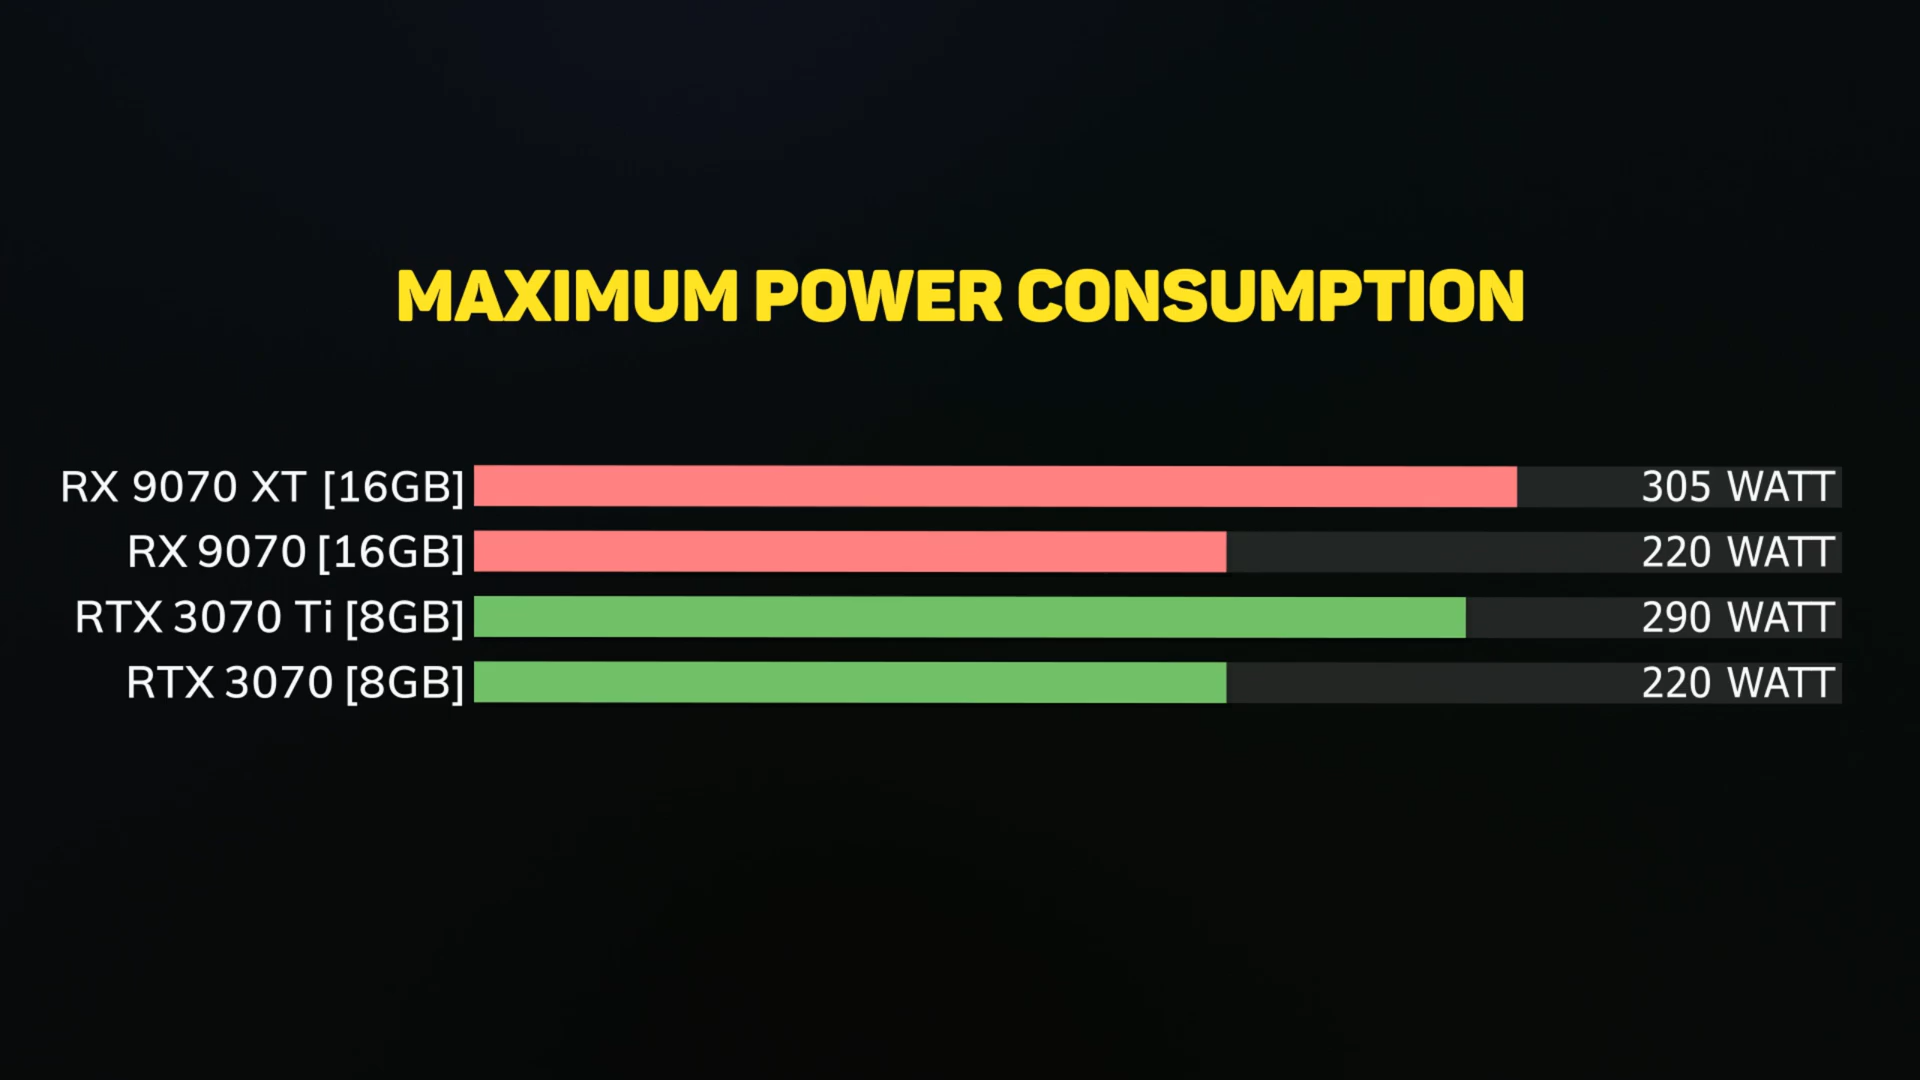 MAXIMUM POWER CONSUMPTION
RX 9070 XT [16GB] 305 WATT
RX 9070 [16GB] 220 WATT
RTX 3070 Ti [8GB] 290 WATT
RTX 3070 [8GB] 220 WATT